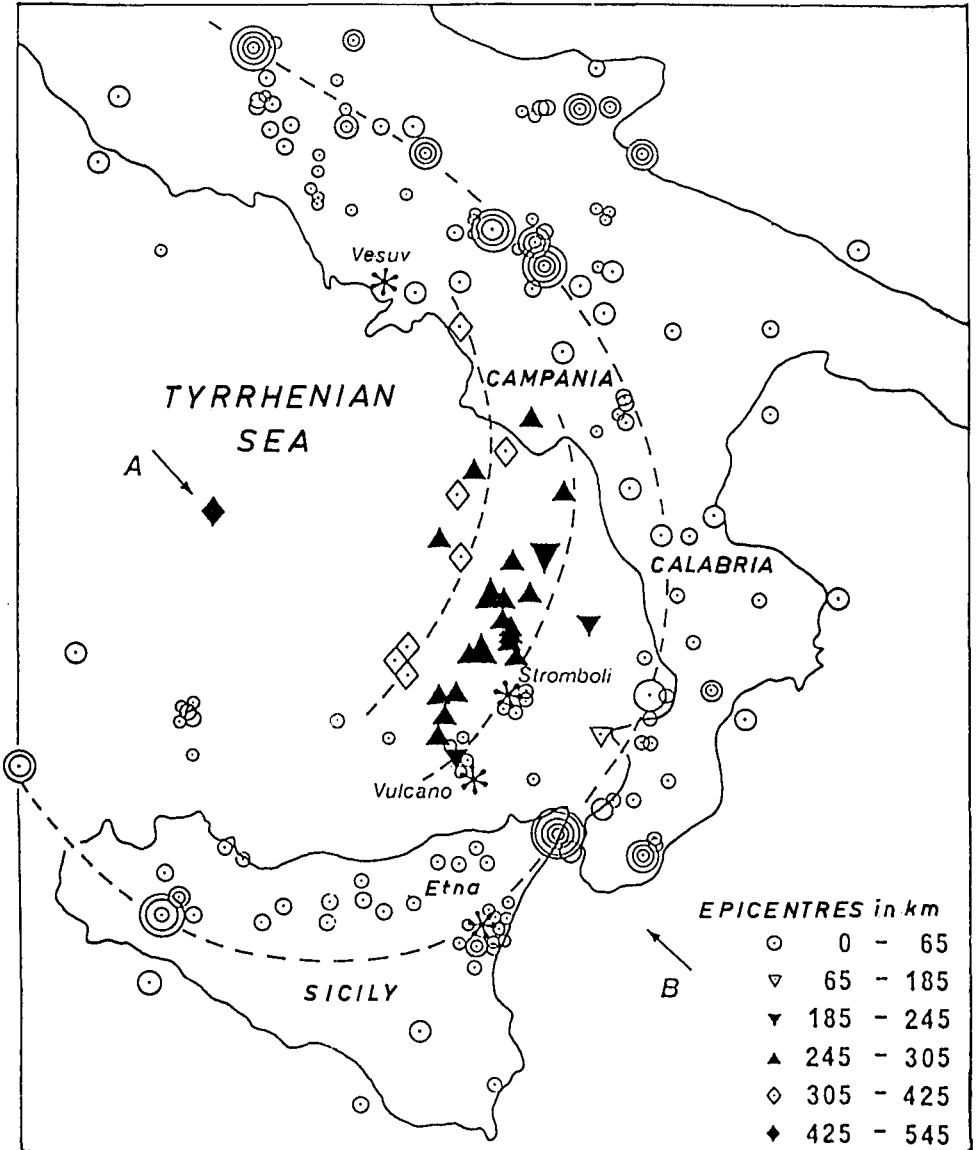 Vesuv
CAMPANIA
TYRRHENIAN
SEA
A
CALABRIA
Stromboli
Vulcano
Etna
SICILY
B
EPICENTRES in km
0 - 65
65 - 185
185 - 245
245 - 305
305 - 425
425 - 545